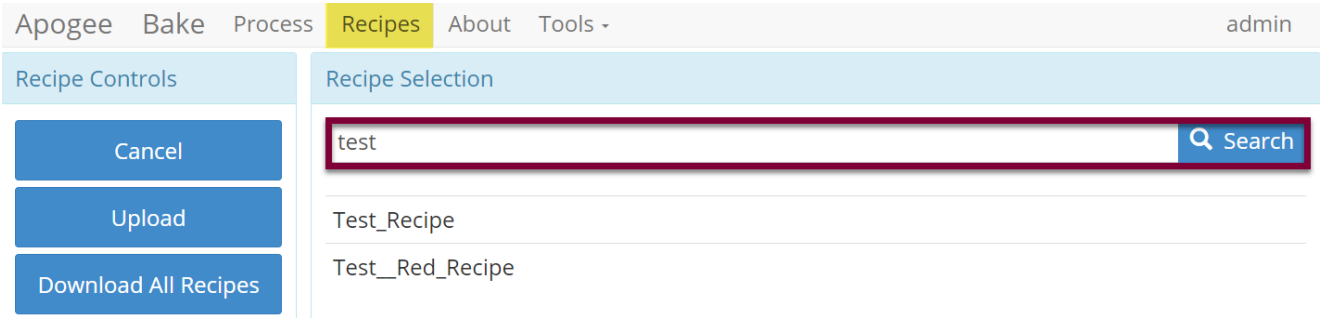 Apogee Bake Process Recipes About Tools admin
Recipe Controls
Cancel
Upload
Download All Recipes
Recipe Selection
test Search
Test_Recipe
Test__Red_Recipe